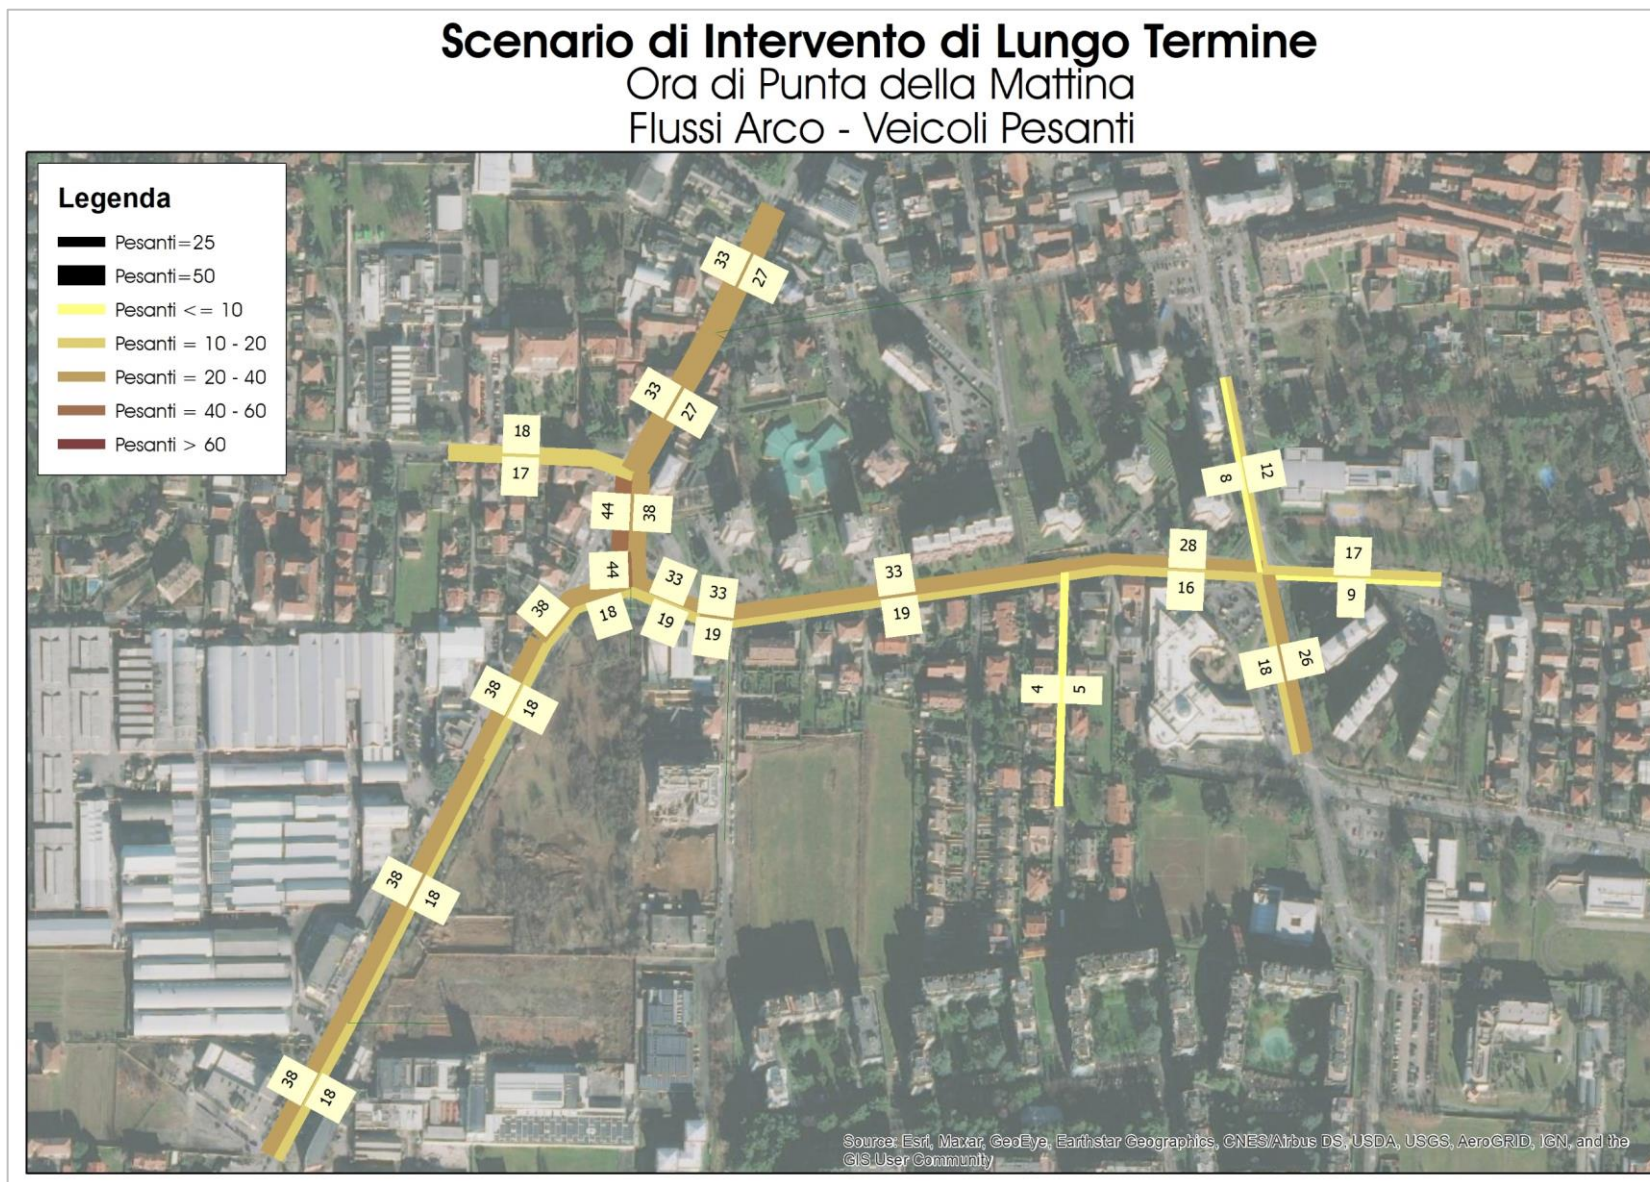 Scenario di Intervento di Lungo Termine
Ora di Punta della Mattina
Flussi Arco - Veicoli Pesanti
Legenda
Pesanti=25
Pesanti=50
Pesanti <= 10
Pesanti = 10 - 20
Pesanti = 20 - 40
Pesanti = 40 - 60
Pesanti > 60
33
27
33
27
18
17
44
38
8
12
44
33
33
33
28
17
38
18
19
19
19
16
9
38
18
4
5
18
26
38
18
38
18
Source: Esri, Maxar, GeoEye, Earthstar Geographics, CNES/Airbus DS, USDA, USGS, AeroGRID, IGN, and the
GIS User Community